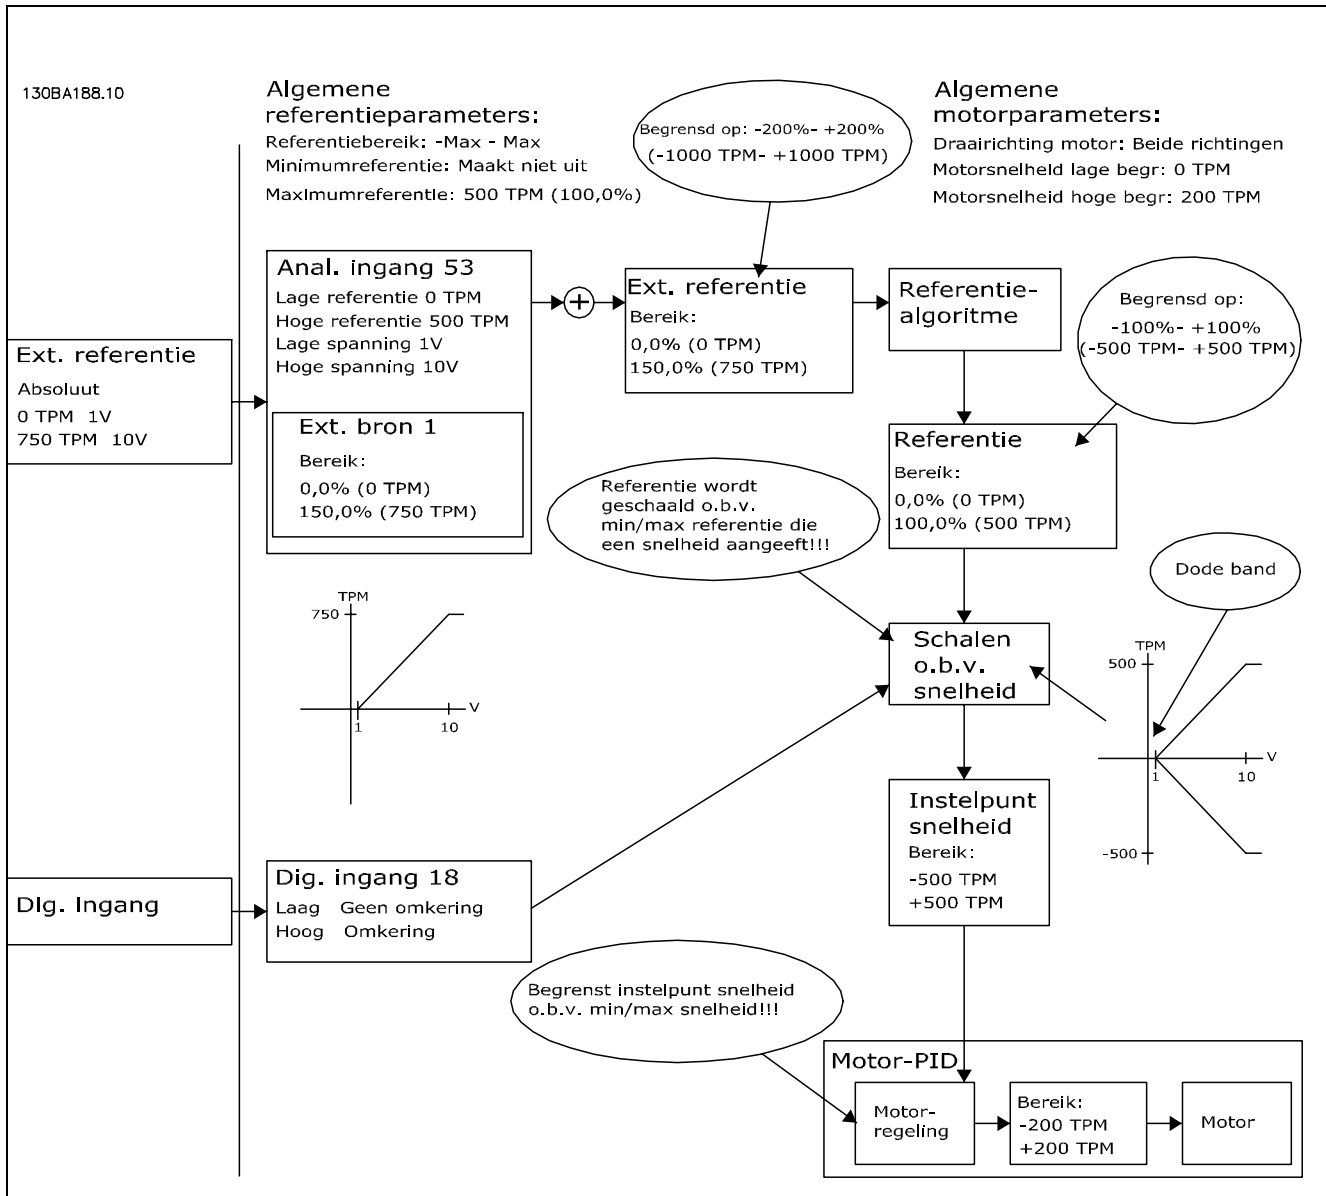 130BA188.10
Algemene
referentieparameters:
Referentiebereik: -Max - Max
Minimumreferentie: Maakt niet uit
MaxImumreferentIe: 500 TPM (100,0%)
Begrensd op: -200%- +200%
(-1000 TPM- +1000 TPM)
Algemene
motorparameters:
Draairichting motor: Beide richtingen
Motorsnelheid lage begr: 0 TPM
Motorsnelheid hoge begr: 200 TPM
Ext. referentie
Absoluut
0 TPM 1V
750 TPM 10V
Anal. ingang 53
Lage referentie 0 TPM
Hoge referentie 500 TPM
Lage spanning 1V
Hoge spanning 10V
Ext. bron 1
Bereik:
0,0% (0 TPM)
150,0% (750 TPM)
+
Ext. referentie
Bereik:
0,0% (0 TPM)
150,0% (750 TPM)
Referentie-
algoritme
Begrensd op:
-100%- +100%
(-500 TPM- +500 TPM)
Referentie
Bereik:
0,0% (0 TPM)
100,0% (500 TPM)
Referentie wordt
geschaald o.b.v.
min/max referentie die
een snelheid aangeeft!!!
Dode band
TPM
750
V
1
10
Schalen
o.b.v.
snelheid
TPM
500
V
1
10
-500
Instelpunt
snelheid
Bereik:
-500 TPM
+500 TPM
DIg. Ingang
Dig. ingang 18
Laag Geen omkering
Hoog Omkering
Begrenst instelpunt snelheid
o.b.v. min/max snelheid!!!
Motor-PID
Motor-
regeling
Bereik:
-200 TPM
+200 TPM
Motor